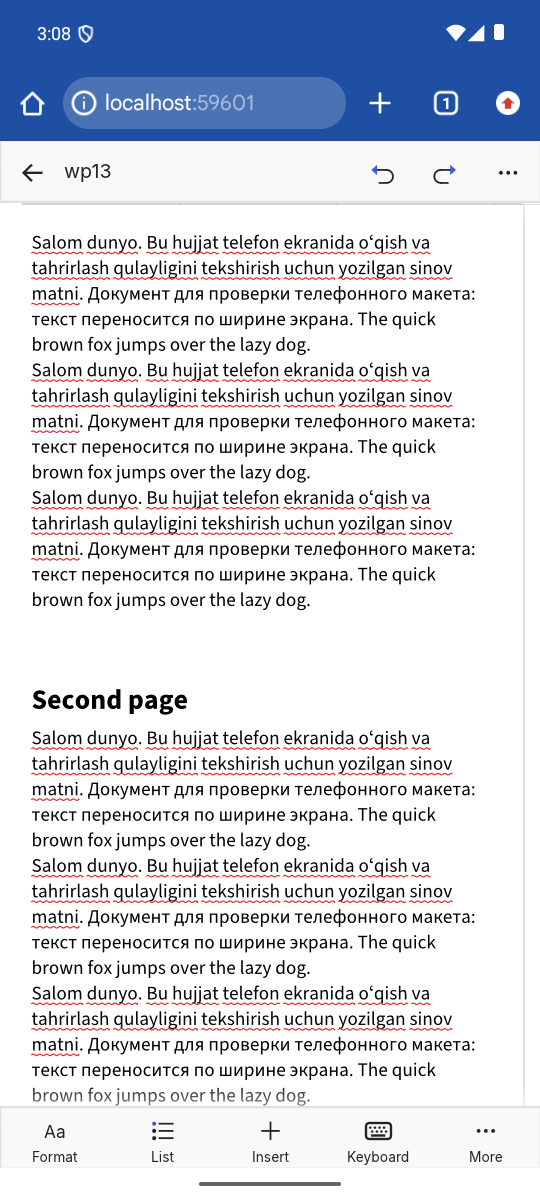 3:08
localhost:59601
1
wp13
Salom dunyo. Bu hujjat telefon ekranida oʻqish va
tahrirlash qulayligini tekshirish uchun yozilgan sinov
matni. Документ для проверки телефонного макета:
текст переносится по ширине экрана. The quick
brown fox jumps over the lazy dog.
Salom dunyo. Bu hujjat telefon ekranida oʻqish va
tahrirlash qulayligini tekshirish uchun yozilgan sinov
matni. Документ для проверки телефонного макета:
текст переносится по ширине экрана. The quick
brown fox jumps over the lazy dog.
Salom dunyo. Bu hujjat telefon ekranida oʻqish va
tahrirlash qulayligini tekshirish uchun yozilgan sinov
matni. Документ для проверки телефонного макета:
текст переносится по ширине экрана. The quick
brown fox jumps over the lazy dog.
Second page
Salom dunyo. Bu hujjat telefon ekranida oʻqish va
tahrirlash qulayligini tekshirish uchun yozilgan sinov
matni. Документ для проверки телефонного макета:
текст переносится по ширине экрана. The quick
brown fox jumps over the lazy dog.
Salom dunyo. Bu hujjat telefon ekranida oʻqish va
tahrirlash qulayligini tekshirish uchun yozilgan sinov
matni. Документ для проверки телефонного макета:
текст переносится по ширине экрана. The quick
brown fox jumps over the lazy dog.
Salom dunyo. Bu hujjat telefon ekranida oʻqish va
tahrirlash qulayligini tekshirish uchun yozilgan sinov
matni. Документ для проверки телефонного макета:
текст переносится по ширине экрана. The quick
brown fox jumps over the lazy dog.
Aa
Format List Insert Keyboard More